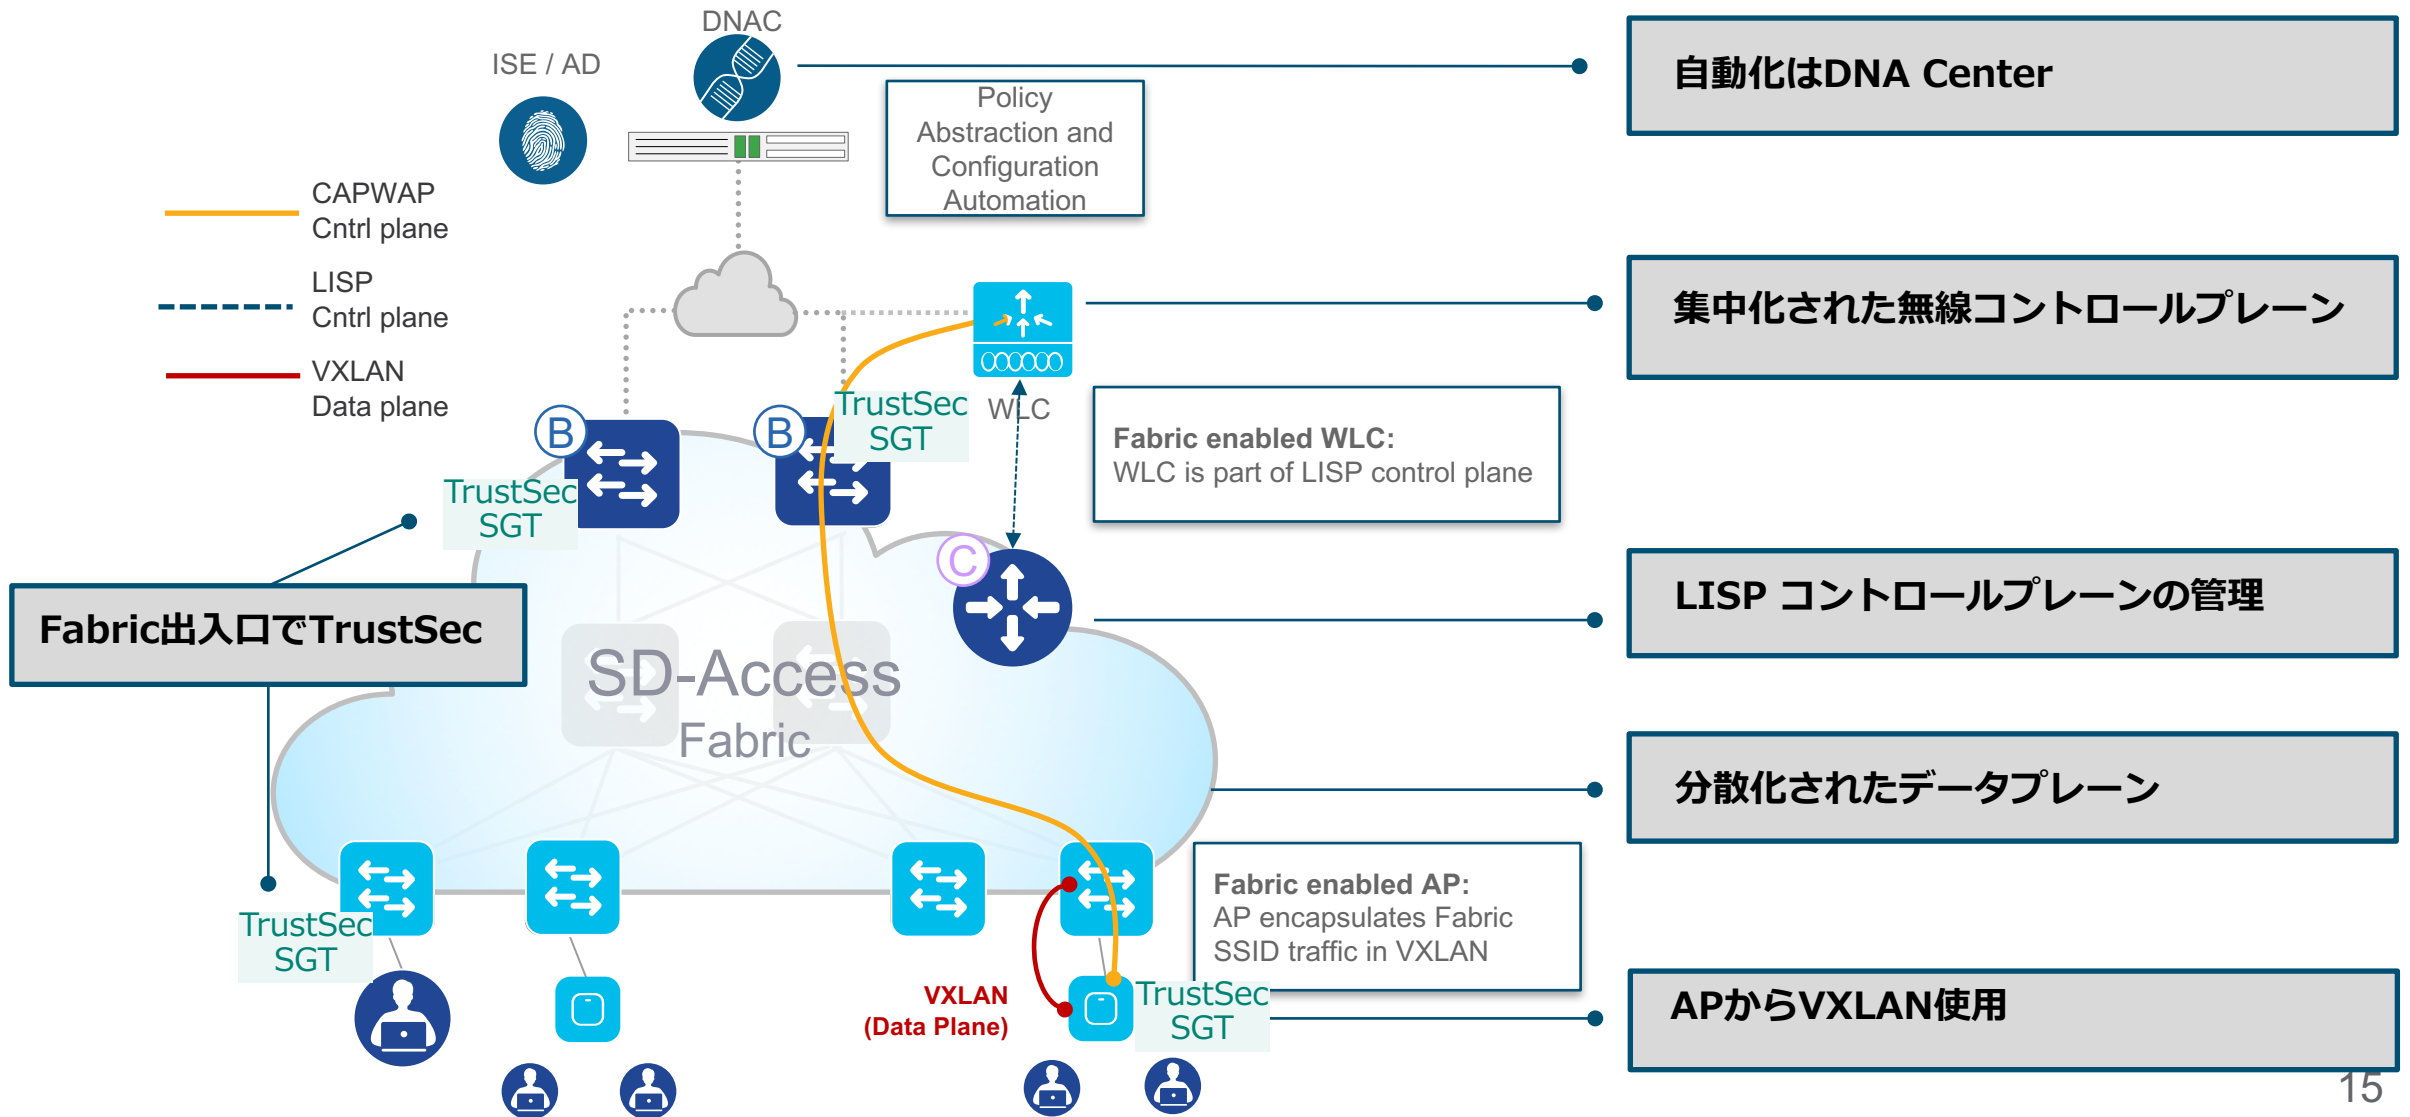 DNAC
ISE / AD
自動化はDNA Center
Policy
Abstraction and
Configuration
Automation
CAPWAP
Cntrl plane
LISP
Cntrl plane
VXLAN
Data plane
集中化された無線コントロールプレーン
WLC
B
B
TrustSec
SGT
Fabric enabled WLC:
WLC is part of LISP control plane
TrustSec
SGT
C
LISP コントロールプレーンの管理
Fabric出入口でTrustSec
SD-Access
Fabric
分散化されたデータプレーン
Fabric enabled AP:
AP encapsulates Fabric
SSID traffic in VXLAN
TrustSec
SGT
VXLAN
(Data Plane)
TrustSec
SGT
APからVXLAN使用
15